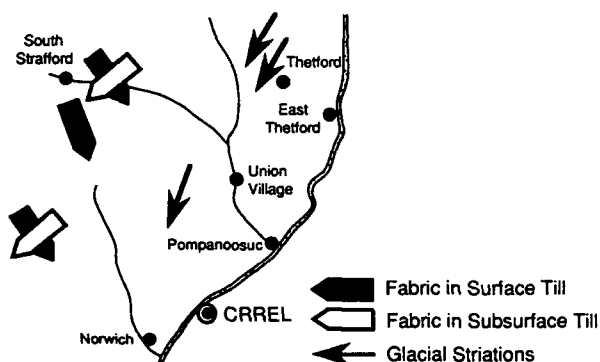 South
Strafford
Thetford
East
Thetford
Union
Village
Pompanoosuc
CRREL
Norwich
Fabric in Surface Till
Fabric in Subsurface Till
Glacial Striations